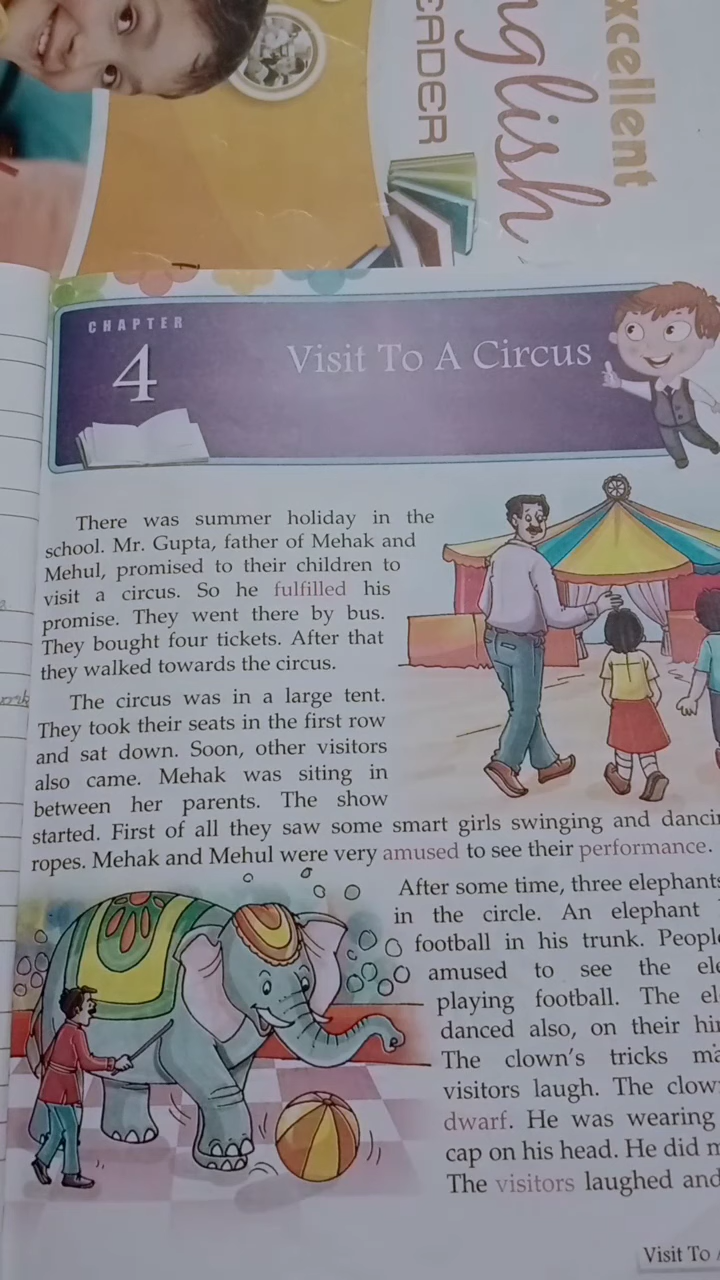 xcellent
nglish
EADER
CHAPTER
4
Visit To A Circus
There was summer holiday in the
school. Mr. Gupta, father of Mehak and
Mehul, promised to their children to
visit a circus. So he fulfilled his
promise. They went there by bus.
They bought four tickets. After that
they walked towards the circus.
The circus was in a large tent.
They took their seats in the first row
and sat down. Soon, other visitors
also came. Mehak was siting in
between her parents. The show
started. First of all they saw some smart girls swinging and danci
ropes. Mehak and Mehul were very amused to see their performance.
After some time, three elephants
in the circle. An elephant
football in his trunk. Peopl
amused to see the ele
playing football. The el
danced also, on their hi
The clown's tricks ma
visitors laugh. The clow
dwarf. He was wearing
cap on his head. He did m
The visitors laughed and
Visit To